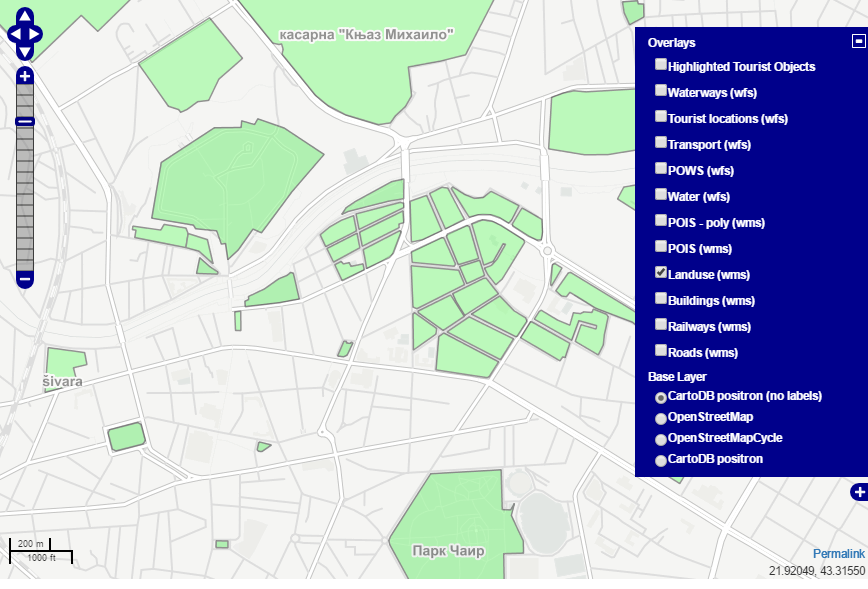 касарна "Књаз Михаило"
Overlays
Highlighted Tourist Objects
Waterways (wfs)
Tourist locations (wfs)
Transport (wfs)
POWS (wfs)
Water (wfs)
POIS - poly (wms)
POIS (wms)
Landuse (wms)
Buildings (wms)
Railways (wms)
Roads (wms)
Base Layer
CartoDB positron (no labels)
OpenStreetMap
OpenStreetMapCycle
CartoDB positron
šivara
Парк Чаир
200 m
1000 ft
Permalink
21.92049, 43.31550